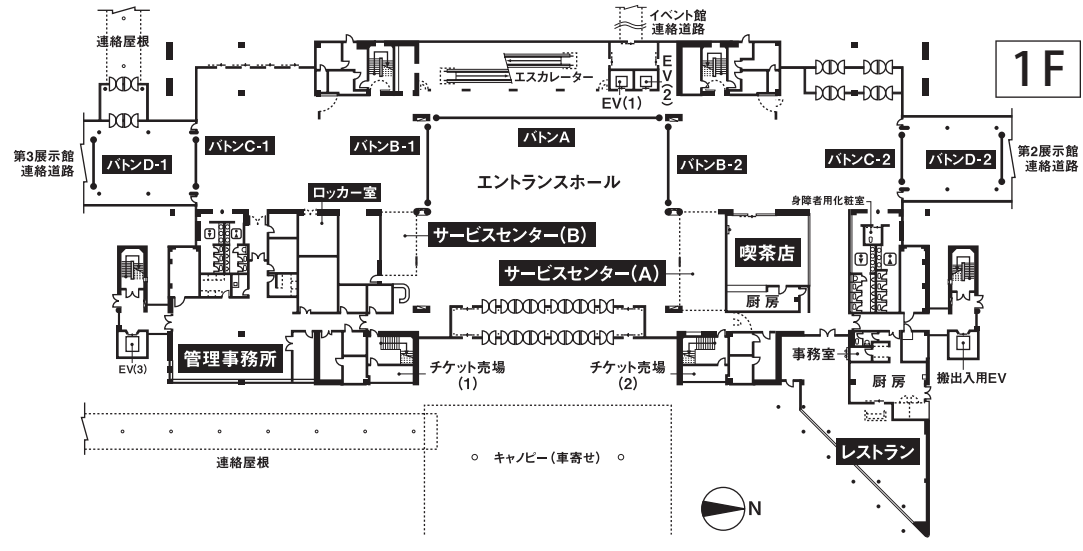 イベント館
連絡道路
連絡屋根
エスカレーター
EV(1)
EV(2)
1F
バトンA
バトンC-1
バトンB-1
バトンB-2
バトンC-2
第3展示館
連絡道路
バトンD-1
バトンD-2
第2展示館
連絡道路
エントランスホール
ロッカー室
身障者用化粧室
サービスセンター(B)
喫茶店
サービスセンター(A)
厨房
管理事務所
事務室
EV(3)
チケット売場
(1)
チケット売場
(2)
厨房
搬出入用EV
連絡屋根
キャノピー(車寄せ)
レストラン
N